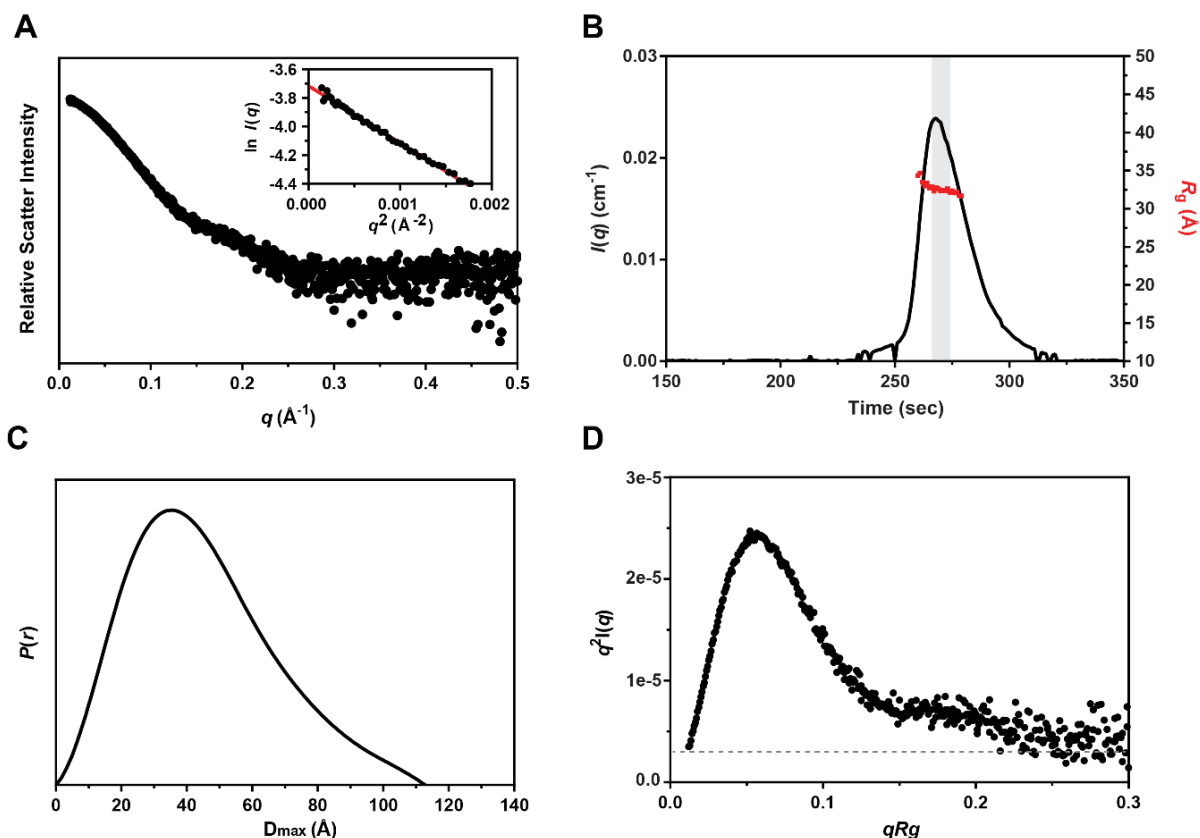 A
Relative Scatter Intensity
0.0 0.1 0.2 0.3 0.4 0.5
q (Å-1)
-3.6
-3.8
-4.0
-4.2
-4.4
ln I(q)
0.000 0.001 0.002
q2 (Å-2)
B
0.03
0.02
0.01
0.00
I(q) (cm-1)
50
45
40
35
30
25
20
15
10
Rg (Å)
150 200 250 300 350
Time (sec)
C
P(r)
0 20 40 60 80 100 120 140
Dmax (Å)
D
3e-5
2e-5
1e-5
0.0
q2I(q)
0.0 0.1 0.2 0.3
qRg